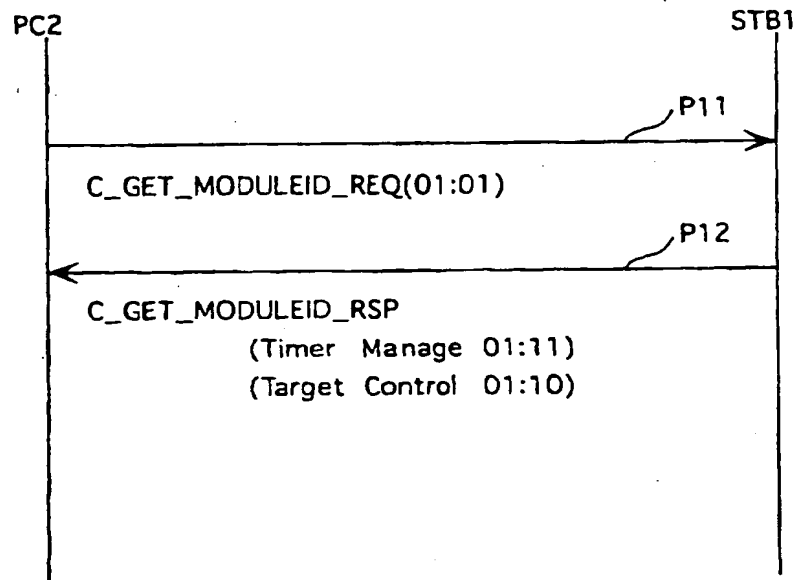 PC2
STB1
P11
C_GET_MODULEID_REQ(01:01)
P12
C_GET_MODULEID_RSP
(Timer Manage 01:11)
(Target Control 01:10)